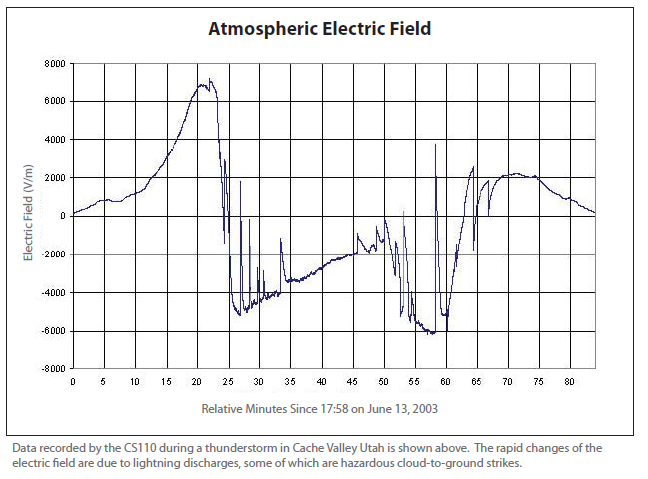 Atmospheric Electric Field
8000
6000
4000
2000
0
-2000
-4000
-6000
-8000
Electric Field (V/m)
0 5 10 15 20 25 30 35 40 45 50 55 60 65 70 75 80
Relative Minutes Since 17:58 on June 13, 2003
Data recorded by the CS110 during a thunderstorm in Cache Valley Utah is shown above. The rapid changes of the
electric field are due to lightning discharges, some of which are hazardous cloud-to-ground strikes.